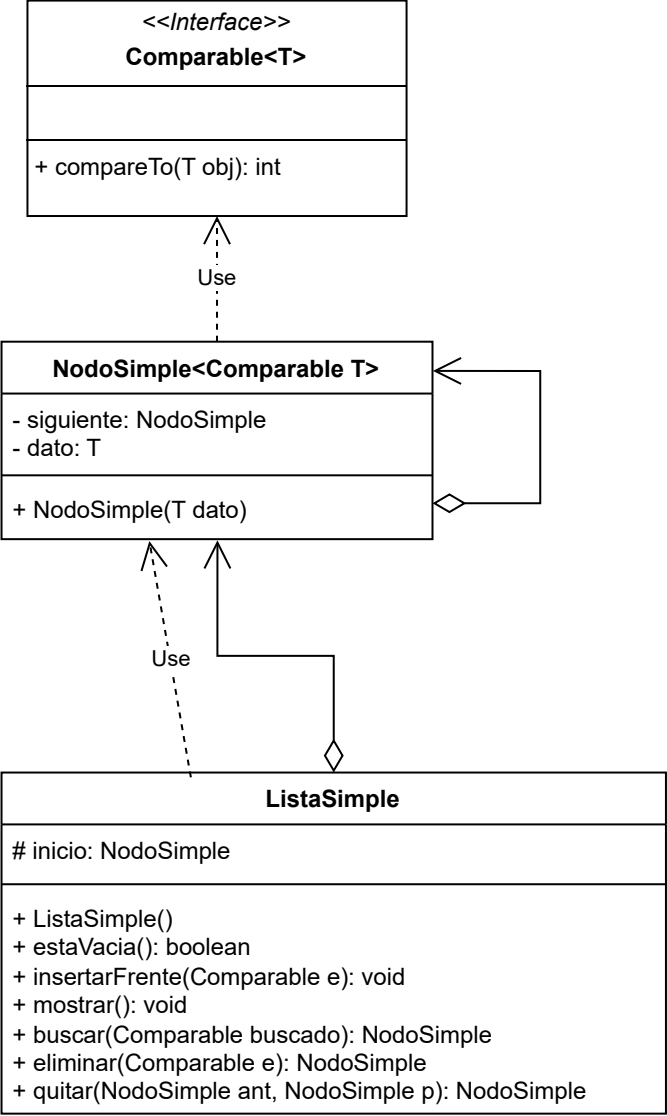 <<Interface>>
Comparable<T>
+ compareTo(T obj): int
Use
NodoSimple<Comparable T>
- siguiente: NodoSimple
- dato: T
+ NodoSimple(T dato)
Use
ListaSimple
# inicio: NodoSimple
+ ListaSimple()
+ estaVacia(): boolean
+ insertarFrente(Comparable e): void
+ mostrar(): void
+ buscar(Comparable buscado): NodoSimple
+ eliminar(Comparable e): NodoSimple
+ quitar(NodoSimple ant, NodoSimple p): NodoSimple